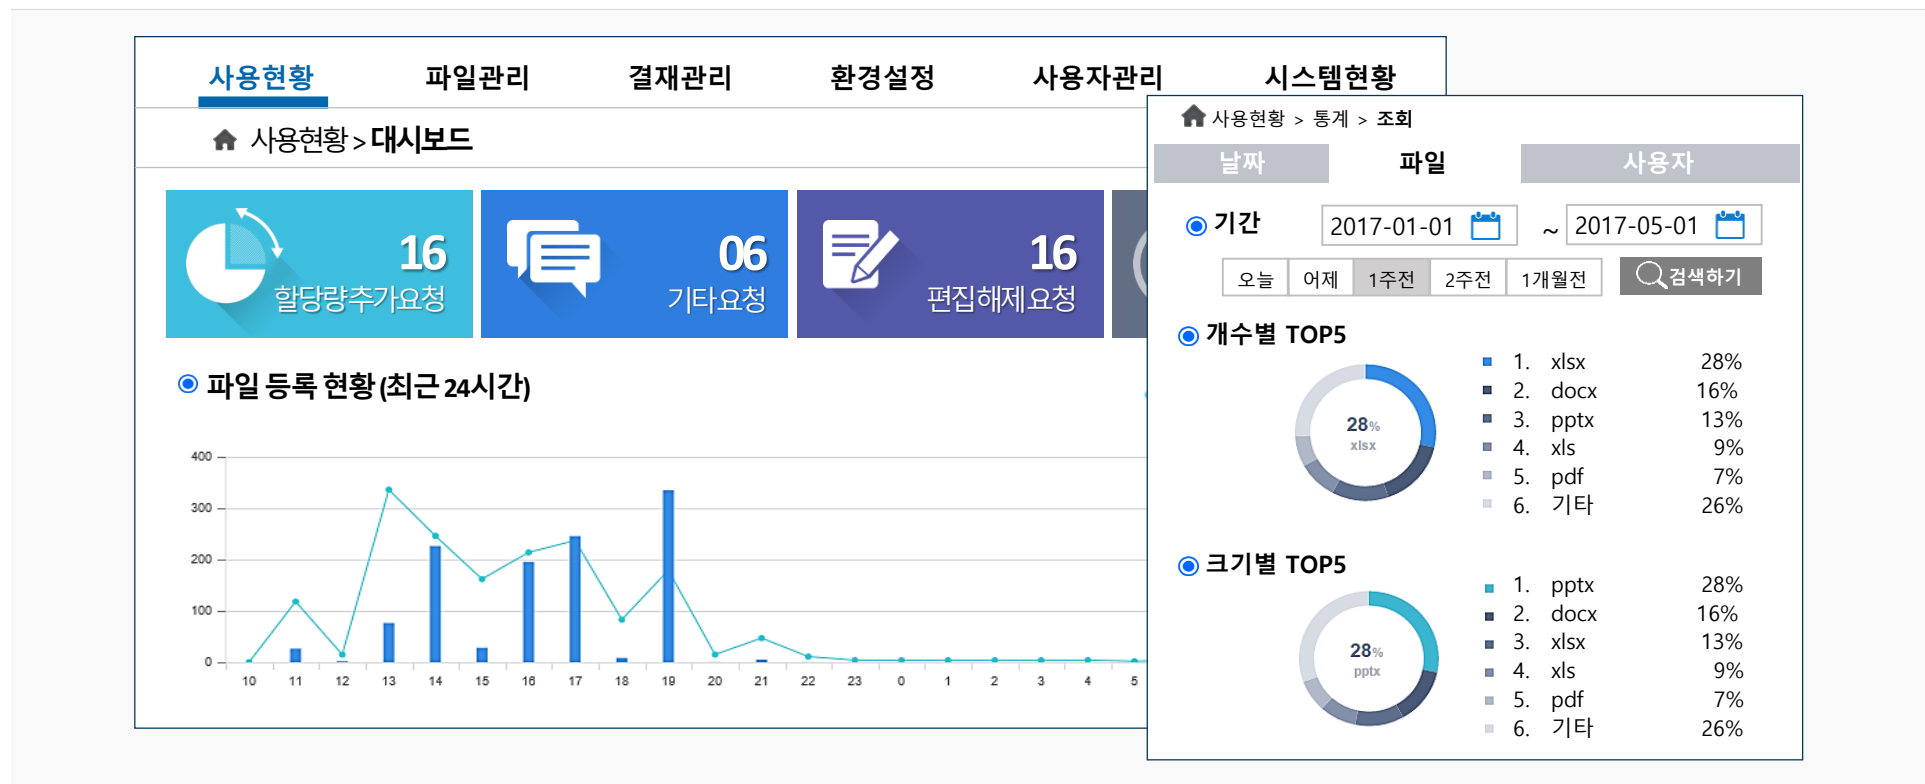 사용현황 파일관리 결재관리 환경설정 사용자관리 시스템현황
사용현황 > 대시보드
16
할당량추가요청
06
기타요청
16
편집해제요청
파일 등록 현황 (최근 24시간)
400
300
200
100
0
10 11 12 13 14 15 16 17 18 19 20 21 22 23 0 1 2 3 4 5
사용현황 > 통계 > 조회
날짜 파일 사용자
기간 2017-01-01 ~ 2017-05-01
오늘 어제 1주전 2주전 1개월전 검색하기
개수별 TOP5
28%
xlsx
1. xlsx 28%
2. docx 16%
3. pptx 13%
4. xls 9%
5. pdf 7%
6. 기타 26%
크기별 TOP5
28%
pptx
1. pptx 28%
2. docx 16%
3. xlsx 13%
4. xls 9%
5. pdf 7%
6. 기타 26%